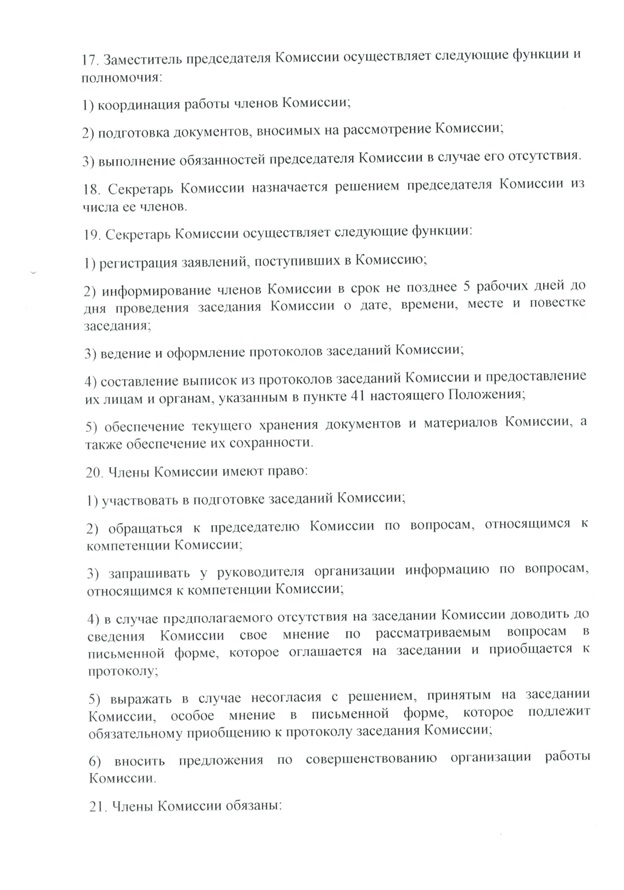 17. Заместитель председателя Комиссии осуществляет следующие функции и
полномочия:
1) координация работы членов Комиссии;
2) подготовка документов, вносимых на рассмотрение Комиссии;
3) выполнение обязанностей председателя Комиссии в случае его отсутствия.
18. Секретарь Комиссии назначается решением председателя Комиссии из
числа ее членов.
19. Секретарь Комиссии осуществляет следующие функции:
1) регистрация заявлений, поступивших в Комиссию;
2) информирование членов Комиссии в срок не позднее 5 рабочих дней до
дня проведения заседания Комиссии о дате, времени, месте и повестке
заседания;
3) ведение и оформление протоколов заседаний Комиссии;
4) составление выписок из протоколов заседаний Комиссии и предоставление
их лицам и органам, указанным в пункте 41 настоящего Положения;
5) обеспечение текущего хранения документов и материалов Комиссии, а
также обеспечение их сохранности.
20. Члены Комиссии имеют право:
1) участвовать в подготовке заседаний Комиссии;
2) обращаться к председателю Комиссии по вопросам, относящимся к
компетенции Комиссии;
3) запрашивать у руководителя организации информацию по вопросам,
относящимся к компетенции Комиссии;
4) в случае предполагаемого отсутствия на заседании Комиссии доводить до
сведения Комиссии свое мнение по рассматриваемым вопросам в
письменной форме, которое оглашается на заседании и приобщается к
протоколу;
5) выражать в случае несогласия с решением, принятым на заседании
Комиссии, особое мнение в письменной форме, которое подлежит
обязательному приобщению к протоколу заседания Комиссии;
6) вносить предложения по совершенствованию организации работы
Комиссии.
21. Члены Комиссии обязаны: